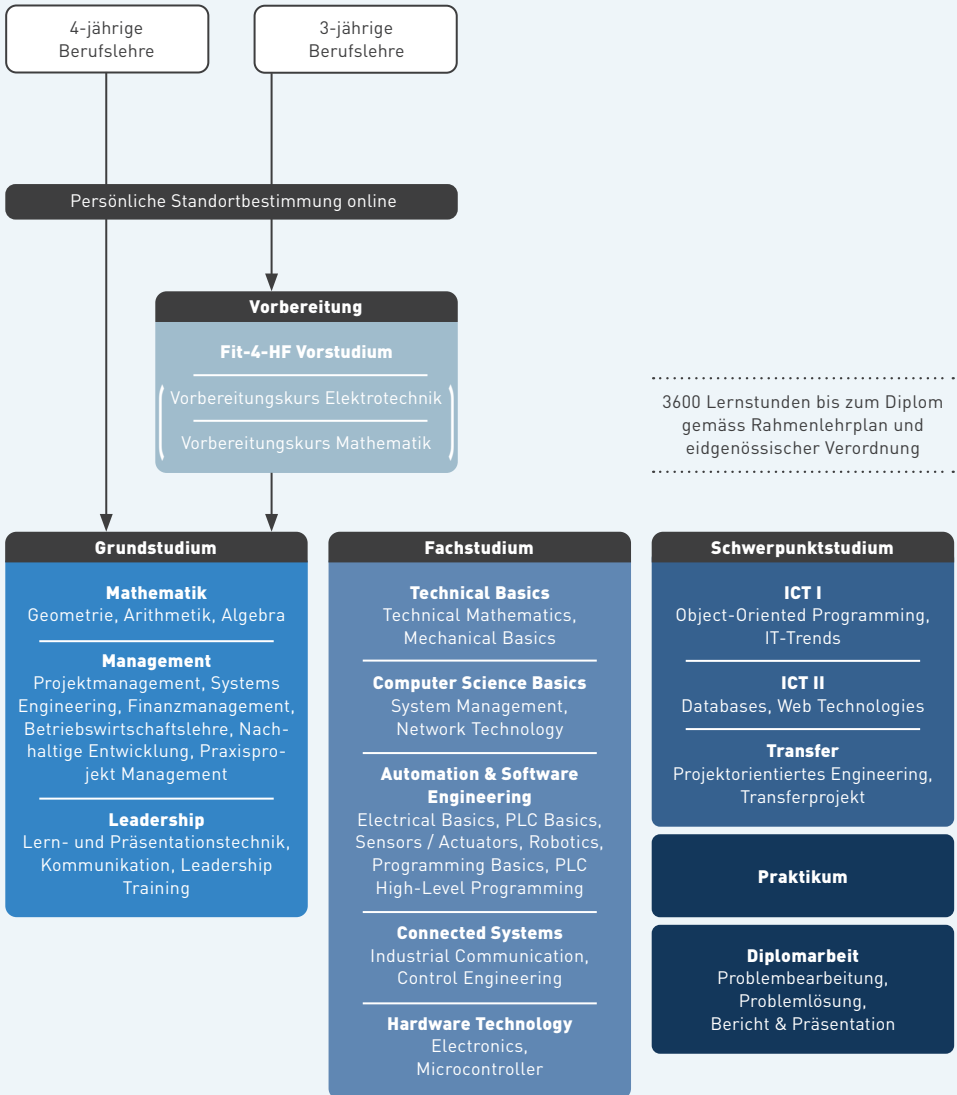 4-jährige
Berufslehre
3-jährige
Berufslehre
Persönliche Standortbestimmung online
Vorbereitung
Fit-4-HF Vorstudium
Vorbereitungskurs Elektrotechnik
Vorbereitungskurs Mathematik
3600 Lernstunden bis zum Diplom
gemäss Rahmenlehrplan und
eidgenössischer Verordnung
Grundstudium
Mathematik
Geometrie, Arithmetik, Algebra
Management
Projektmanagement, Systems
Engineering, Finanzmanagement,
Betriebswirtschaftslehre, Nach-
haltige Entwicklung, Praxispro-
jekt Management
Leadership
Lern- und Präsentationstechnik,
Kommunikation, Leadership
Training
Fachstudium
Technical Basics
Technical Mathematics,
Mechanical Basics
Computer Science Basics
System Management,
Network Technology
Automation & Software
Engineering
Electrical Basics, PLC Basics,
Sensors / Actuators, Robotics,
Programming Basics, PLC
High-Level Programming
Connected Systems
Industrial Communication,
Control Engineering
Hardware Technology
Electronics,
Microcontroller
Schwerpunktstudium
ICT I
Object-Oriented Programming,
IT-Trends
ICT II
Databases, Web Technologies
Transfer
Projektorientiertes Engineering,
Transferprojekt
Praktikum
Diplomarbeit
Problembearbeitung,
Problemlösung,
Bericht & Präsentation